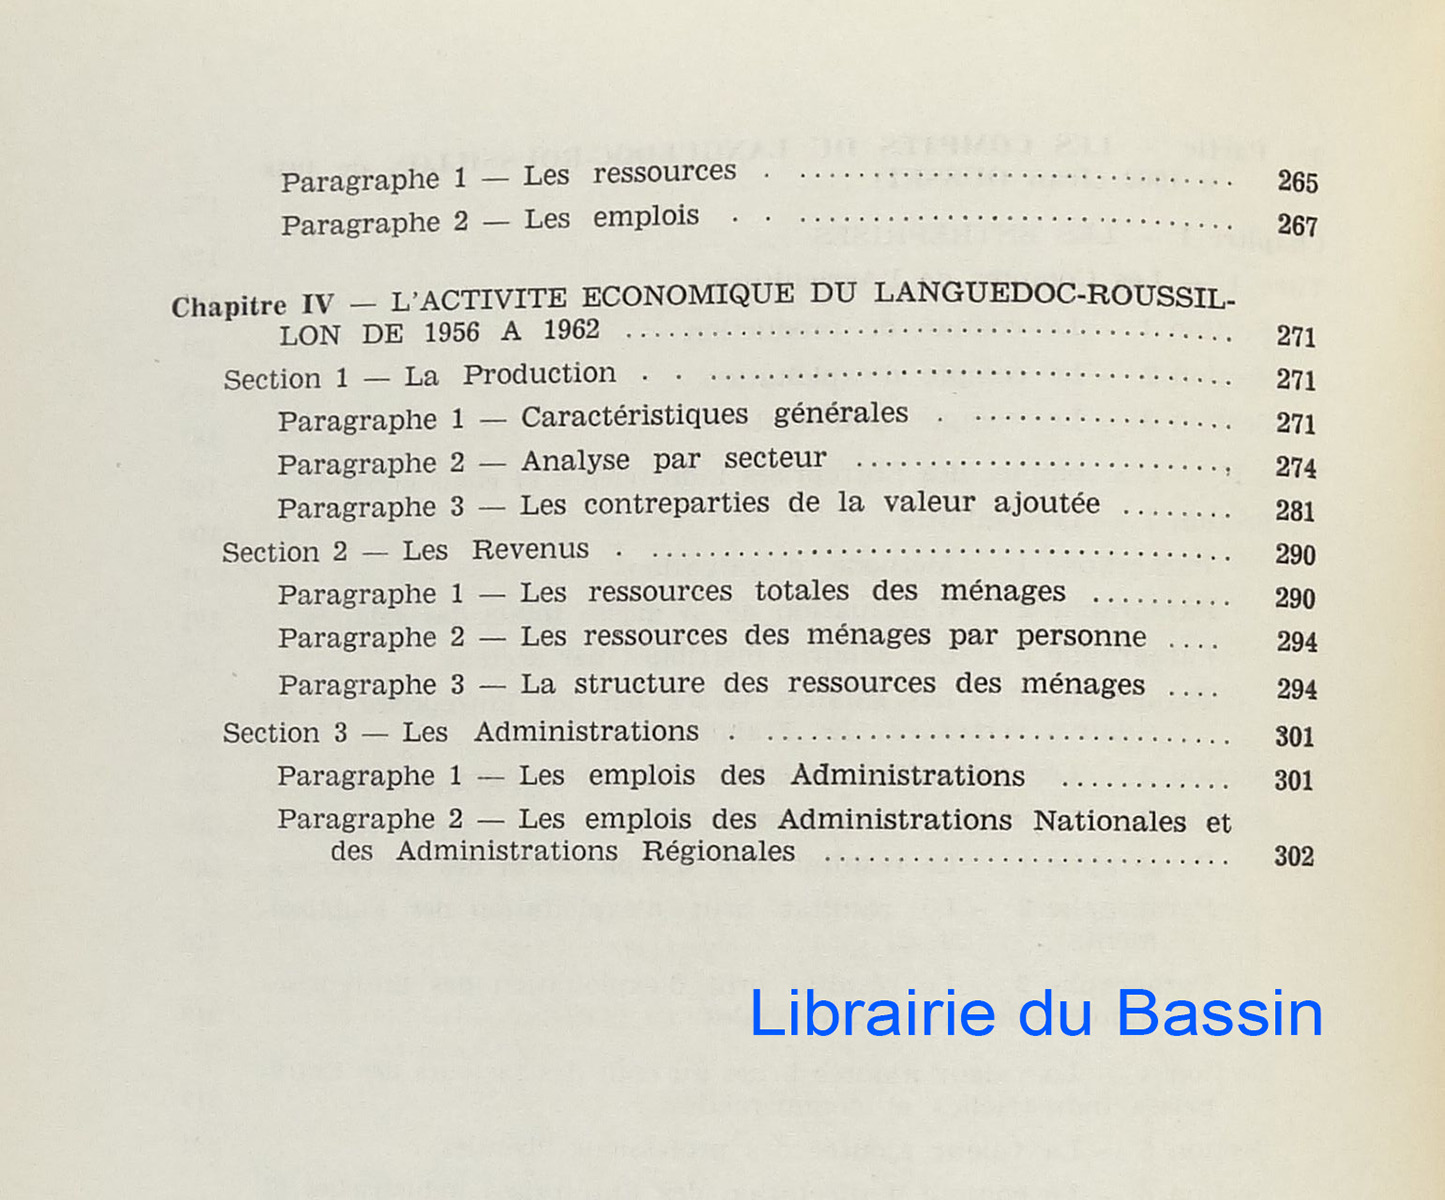 Paragraphe 1 — Les ressources . .............................. 265
Paragraphe 2 — Les emplois . . .............................. 267
Chapitre IV — L'ACTIVITE ECONOMIQUE DU LANGUEDOC-ROUSSIL-
LON DE 1956 A 1962 .......................................... 271
Section 1 — La Production . . .................................... 271
Paragraphe 1 — Caractéristiques générales . .................. 271
Paragraphe 2 — Analyse par secteur .........................., 274
Paragraphe 3 — Les contreparties de la valeur ajoutée ........ 281
Section 2 — Les Revenus . ........................................ 290
Paragraphe 1 — Les ressources totales des ménages .......... 290
Paragraphe 2 — Les ressources des ménages par personne .... 294
Paragraphe 3 — La structure des ressources des ménages .... 294
Section 3 — Les Administrations . ................................ 301
Paragraphe 1 — Les emplois des Administrations ............ 301
Paragraphe 2 — Les emplois des Administrations Nationales et
des Administrations Régionales ............................ 302
Librairie du Bassin